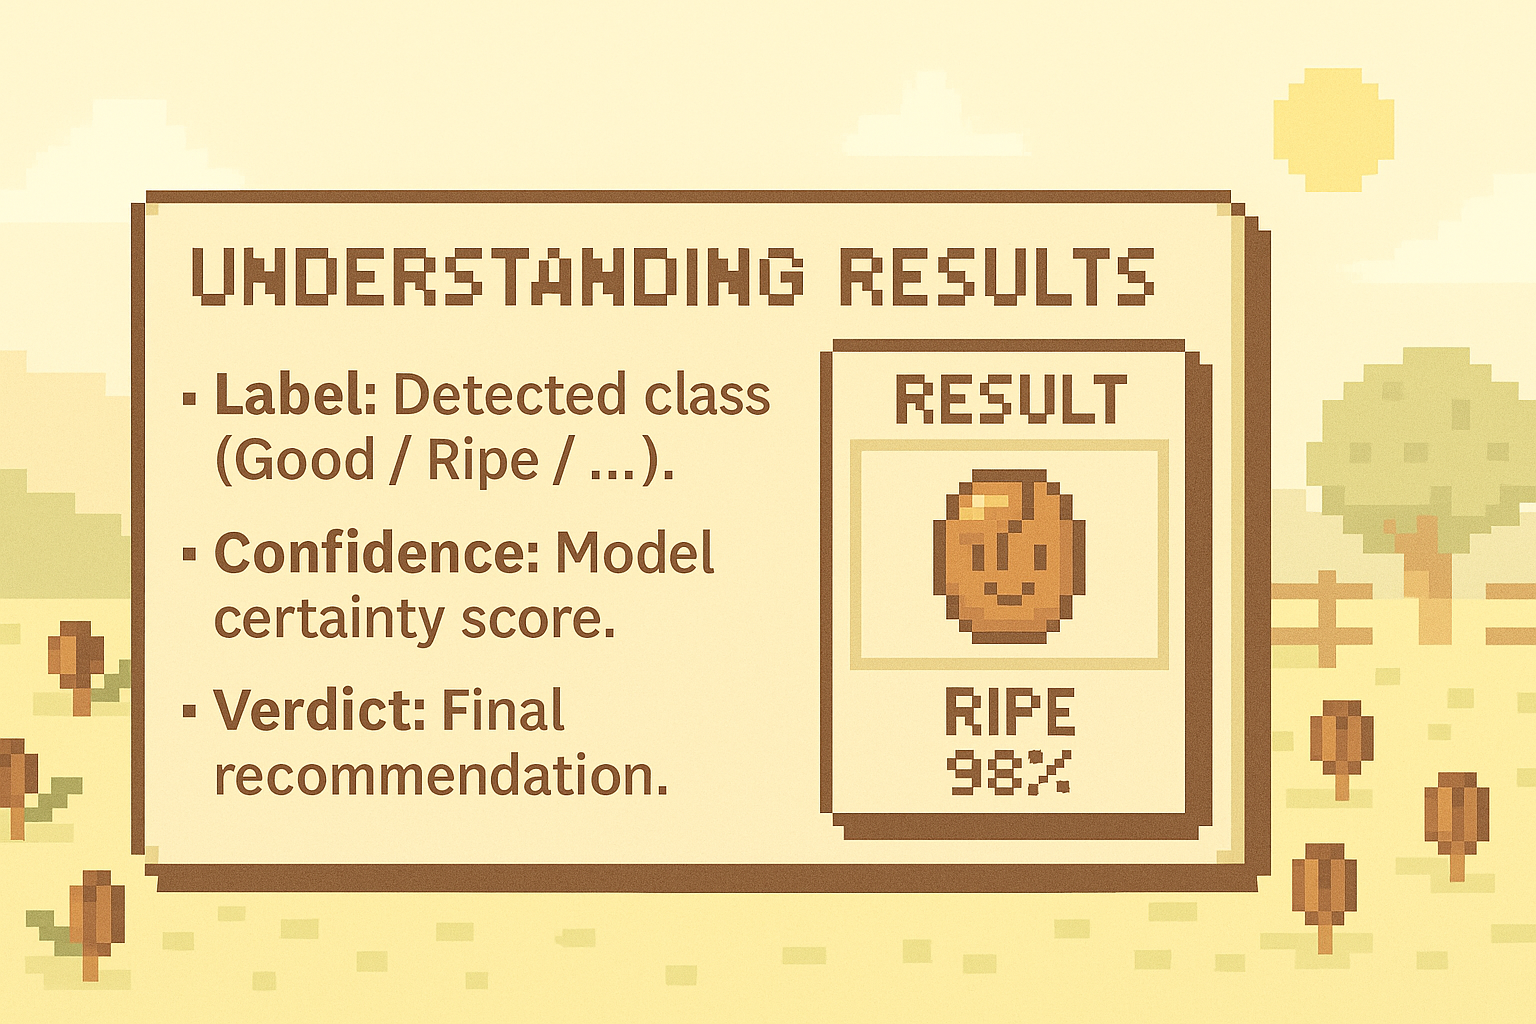 UNDERSTANDING RESULTS
▪ Label: Detected class
(Good / Ripe / ...).
▪ Confidence: Model
certainty score.
▪ Verdict: Final
recommendation.
RESULT
RIPE
98%